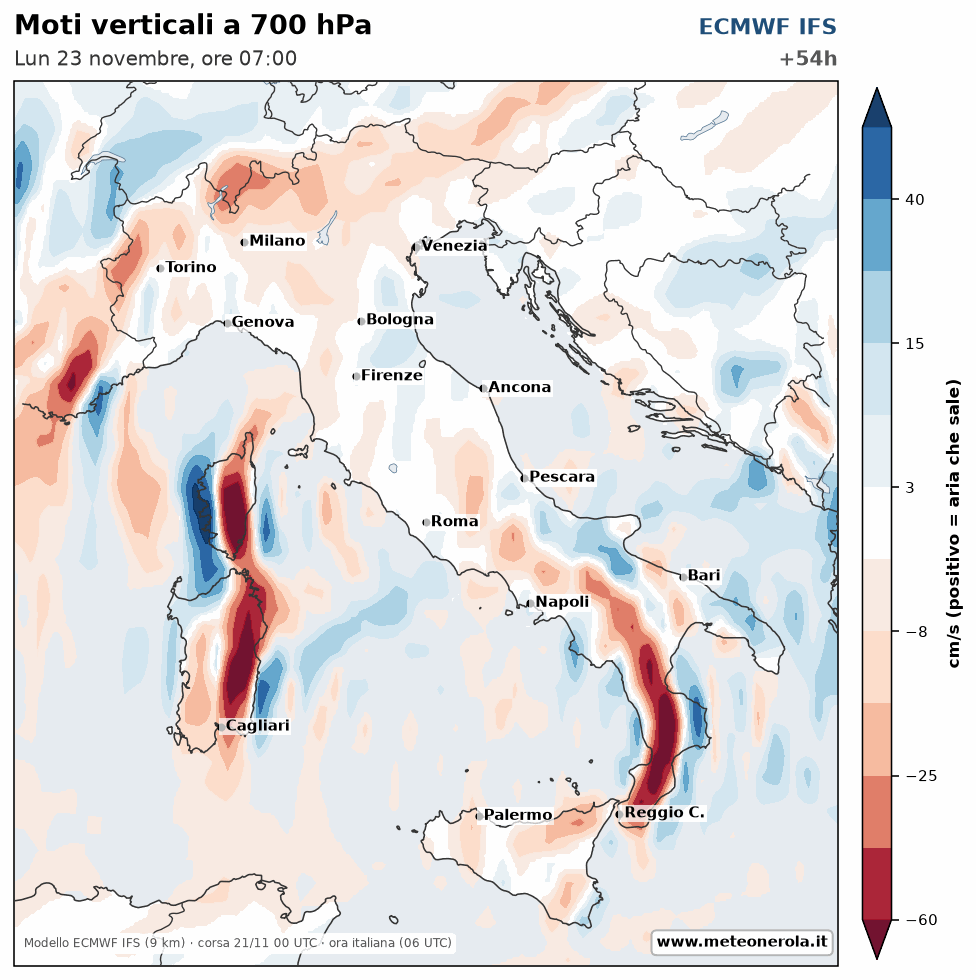 Moti verticali a 700 hPa
ECMWF IFS
Lun 23 novembre, ore 07:00
+54h
Milano
Venezia
Torino
Genova
Bologna
Firenze
Ancona
Pescara
Roma
Bari
Napoli
Cagliari
Palermo
Reggio C.
40
15
3
−8
−25
−60
cm/s (positivo = aria che sale)
Modello ECMWF IFS (9 km) · corsa 21/11 00 UTC · ora italiana (06 UTC)
www.meteonerola.it